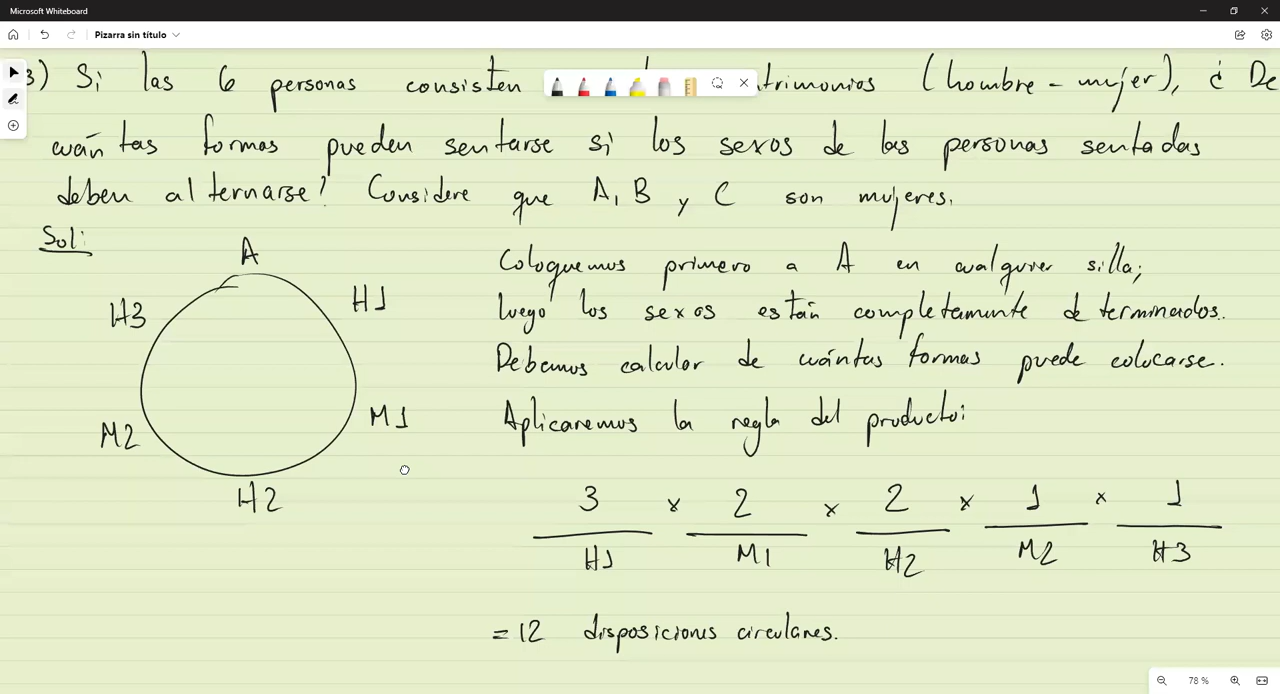 Microsoft Whiteboard
Pizarra sin título
3) Si las 6 personas consisten (hombre - mujer), ¿ De
cuántas formas pueden sentarse si los sexos de las personas sentadas
deben alternarse? Considere que A, B y C son mujeres.
Sol:
A
H1
M1
H2
M2
H3
Coloquemos primero a A en cualquier silla;
luego los sexos están completamente determinados.
Debemos calcular de cuántas formas puede colocarse.
Aplicaremos la regla del producto:
3 x 2 x 2 x 1 x 1
H1 M1 H2 M2 H3
= 12 disposiciones circulares.
78 %